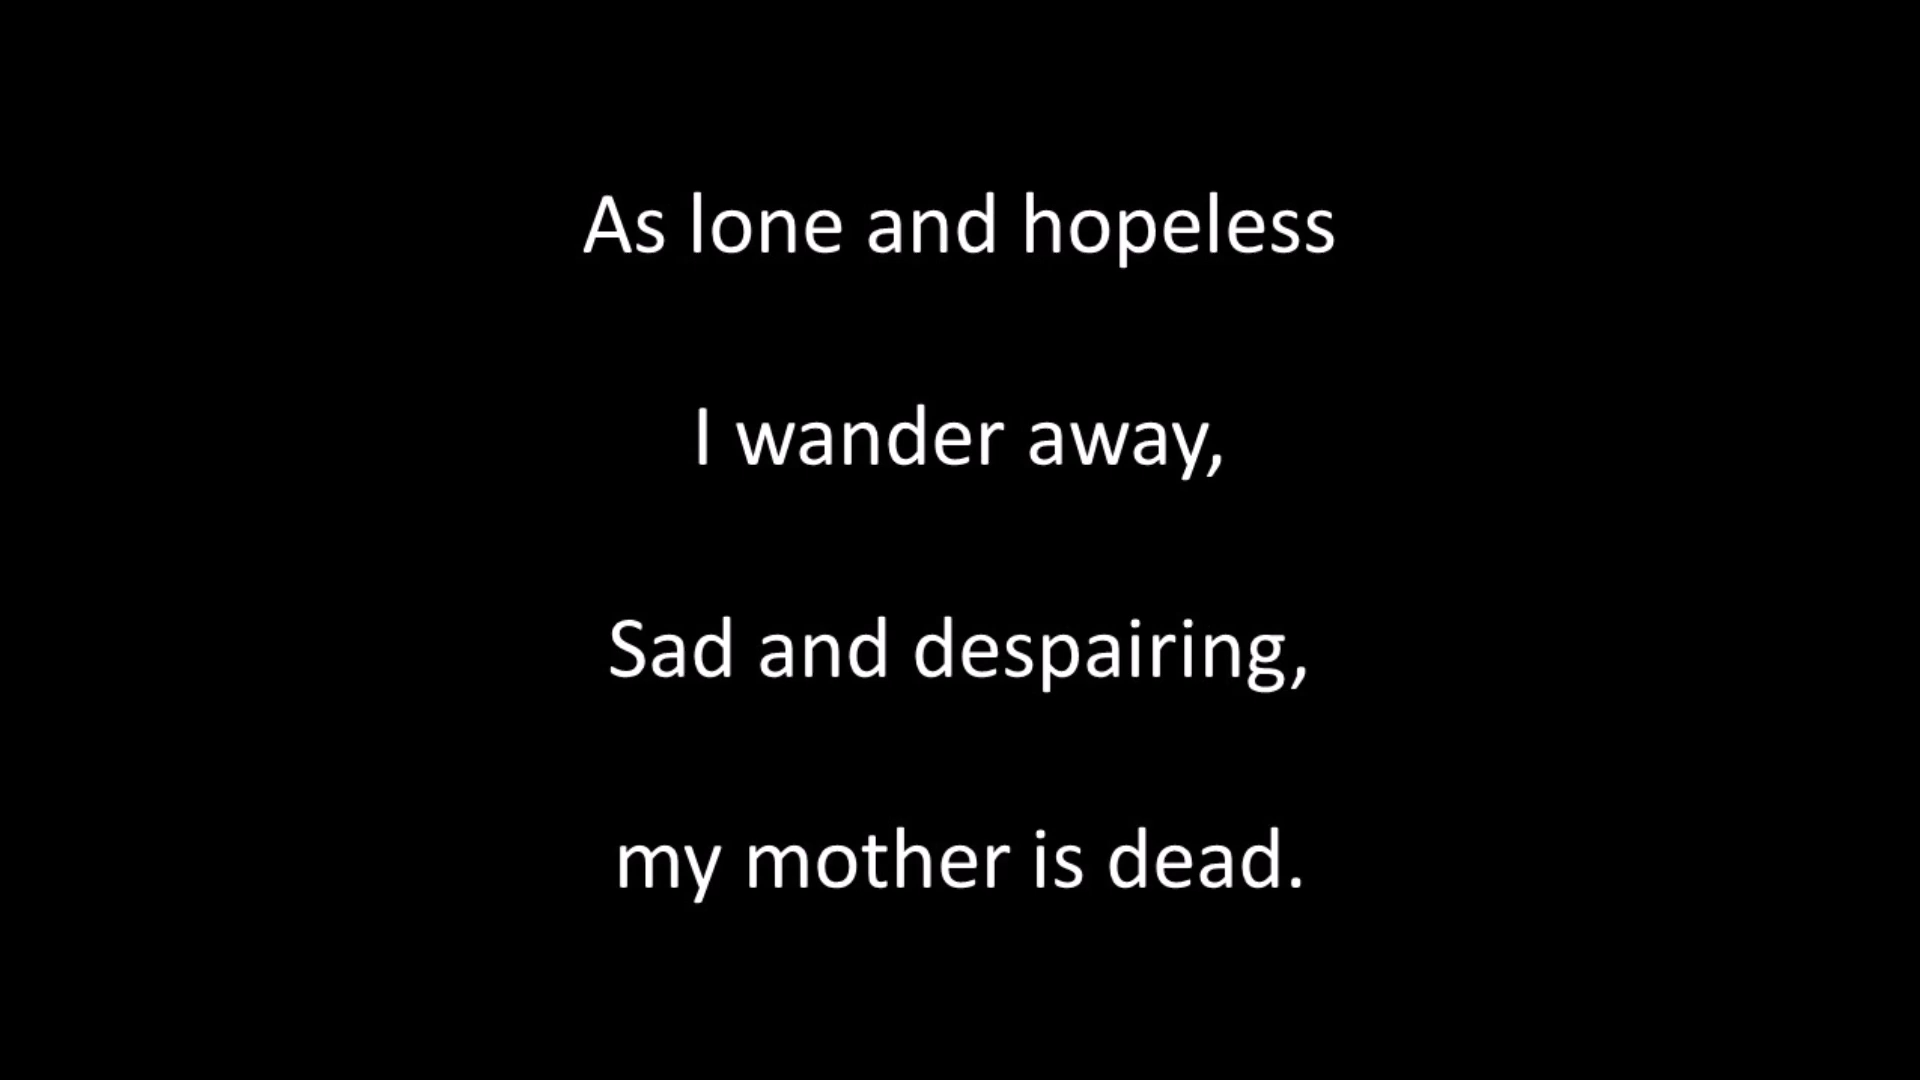 As lone and hopeless
I wander away,
Sad and despairing,
my mother is dead.